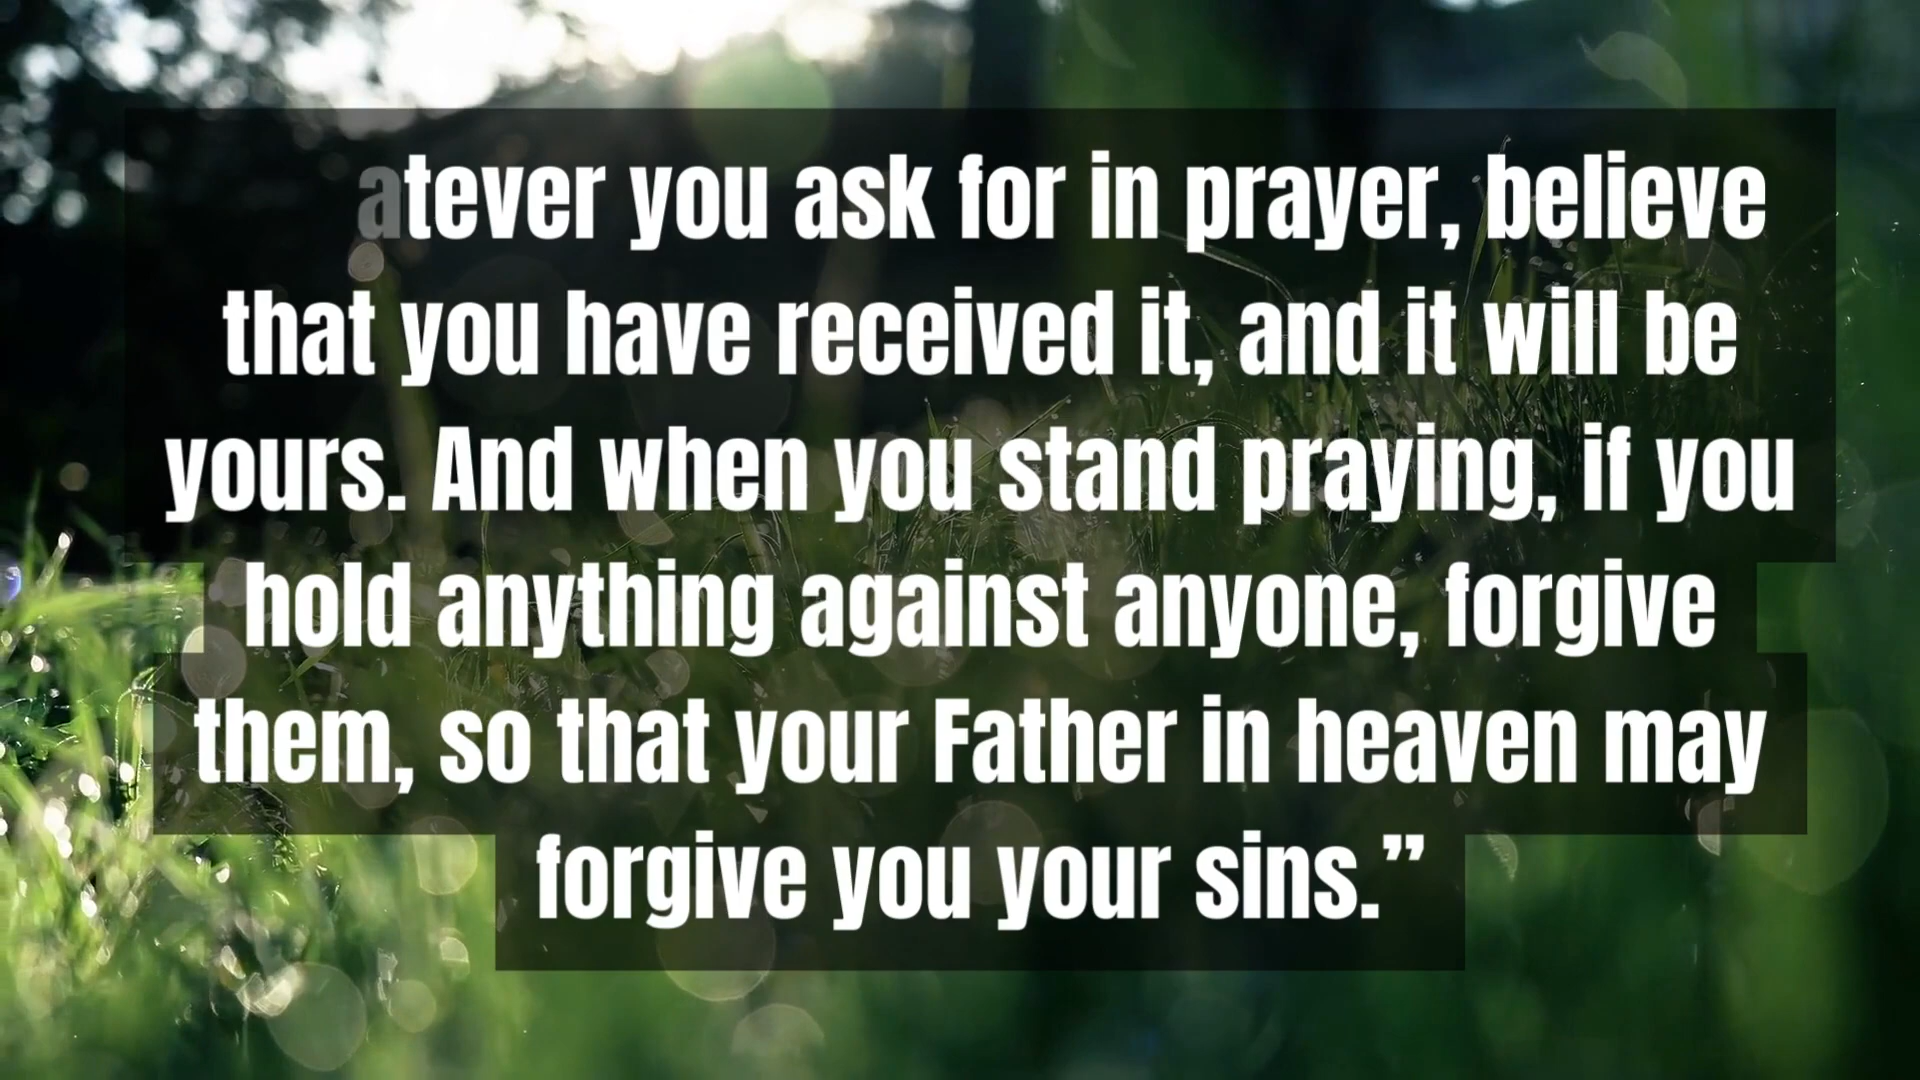 atever you ask for in prayer, believe
that you have received it, and it will be
yours. And when you stand praying, if you
hold anything against anyone, forgive
them, so that your Father in heaven may
forgive you your sins.”